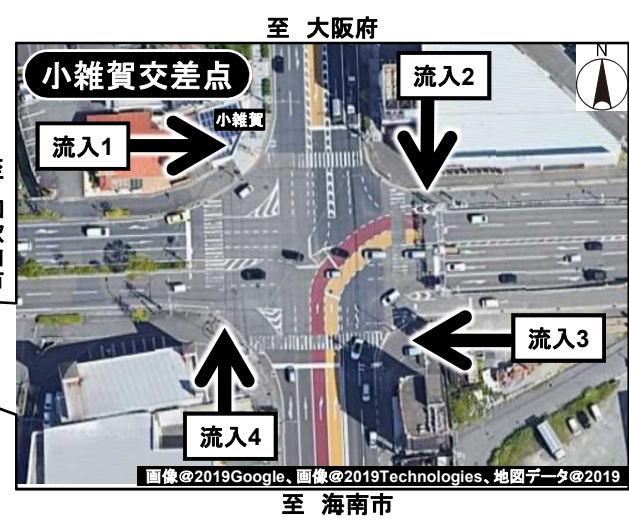 至 大阪府
小雑賀交差点
N
流入2
小雑賀
流入1
流入3
流入4
画像@2019Google、画像@2019Technologies、地図データ@2019
至 海南市